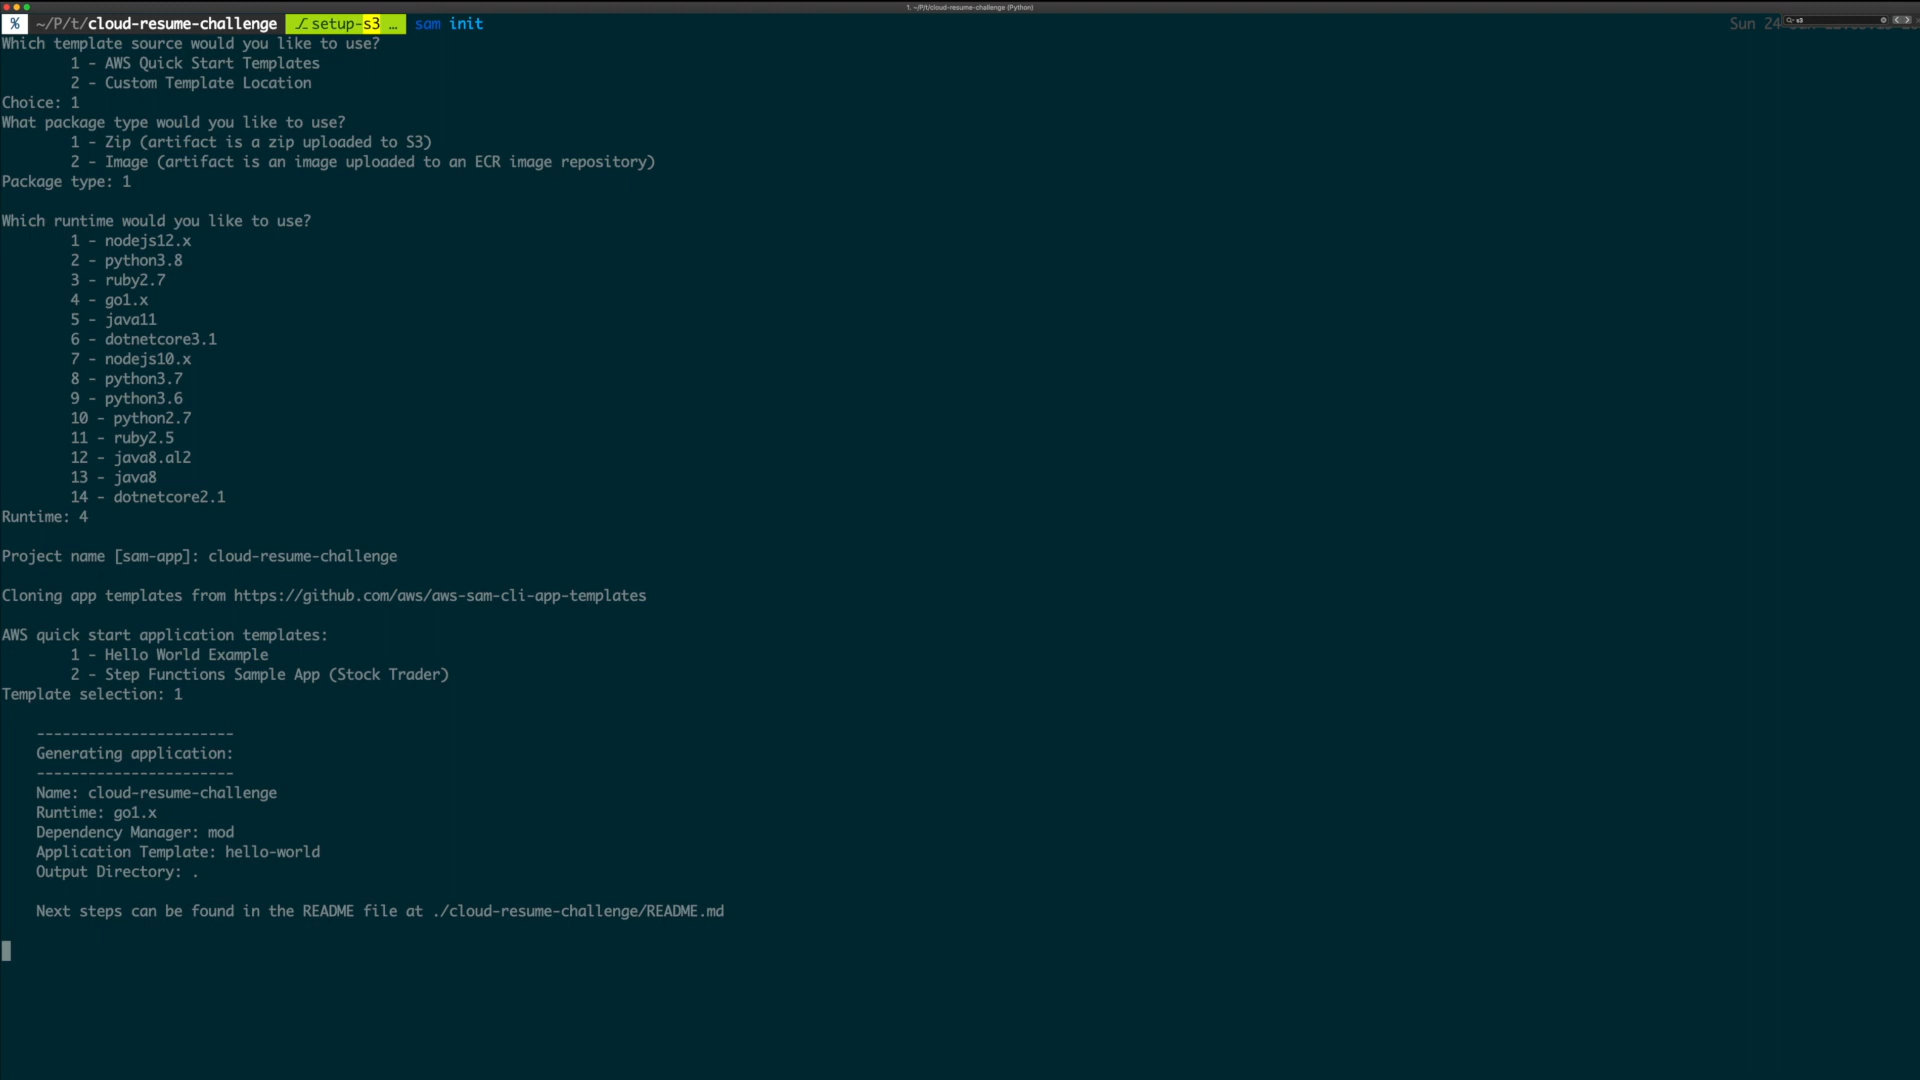 1. ~/P/t/cloud-resume-challenge (Python)
% ~/P/t/cloud-resume-challenge setup-s3 … sam init
Sun 24
s3
Which template source would you like to use?
1 - AWS Quick Start Templates
2 - Custom Template Location
Choice: 1
What package type would you like to use?
1 - Zip (artifact is a zip uploaded to S3)
2 - Image (artifact is an image uploaded to an ECR image repository)
Package type: 1
Which runtime would you like to use?
1 - nodejs12.x
2 - python3.8
3 - ruby2.7
4 - go1.x
5 - java11
6 - dotnetcore3.1
7 - nodejs10.x
8 - python3.7
9 - python3.6
10 - python2.7
11 - ruby2.5
12 - java8.al2
13 - java8
14 - dotnetcore2.1
Runtime: 4
Project name [sam-app]: cloud-resume-challenge
Cloning app templates from https://github.com/aws/aws-sam-cli-app-templates
AWS quick start application templates:
1 - Hello World Example
2 - Step Functions Sample App (Stock Trader)
Template selection: 1
-----------------------
Generating application:
-----------------------
Name: cloud-resume-challenge
Runtime: go1.x
Dependency Manager: mod
Application Template: hello-world
Output Directory: .
Next steps can be found in the README file at ./cloud-resume-challenge/README.md